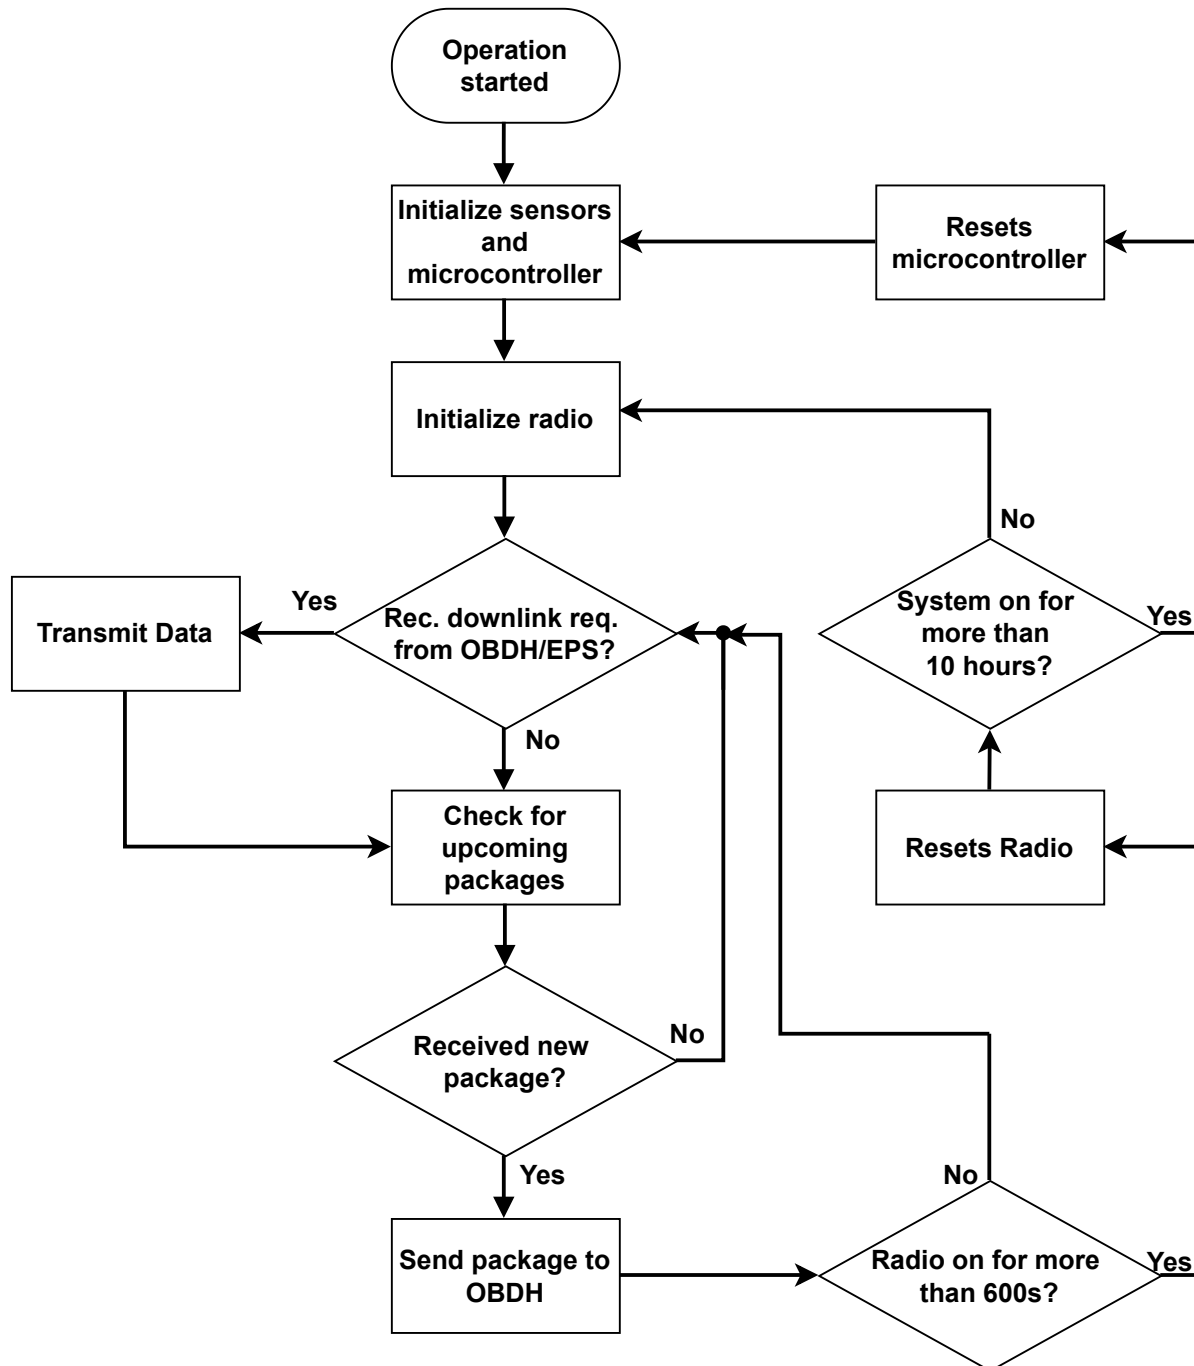 Operation
started
Initialize sensors
and
microcontroller
Resets
microcontroller
Initialize radio
No
Yes
Transmit Data
Rec. downlink req.
from OBDH/EPS?
System on for
more than
10 hours?
Yes
No
Check for
upcoming
packages
Resets Radio
Received new
package?
No
Yes
No
Send package to
OBDH
Radio on for more
than 600s?
Yes